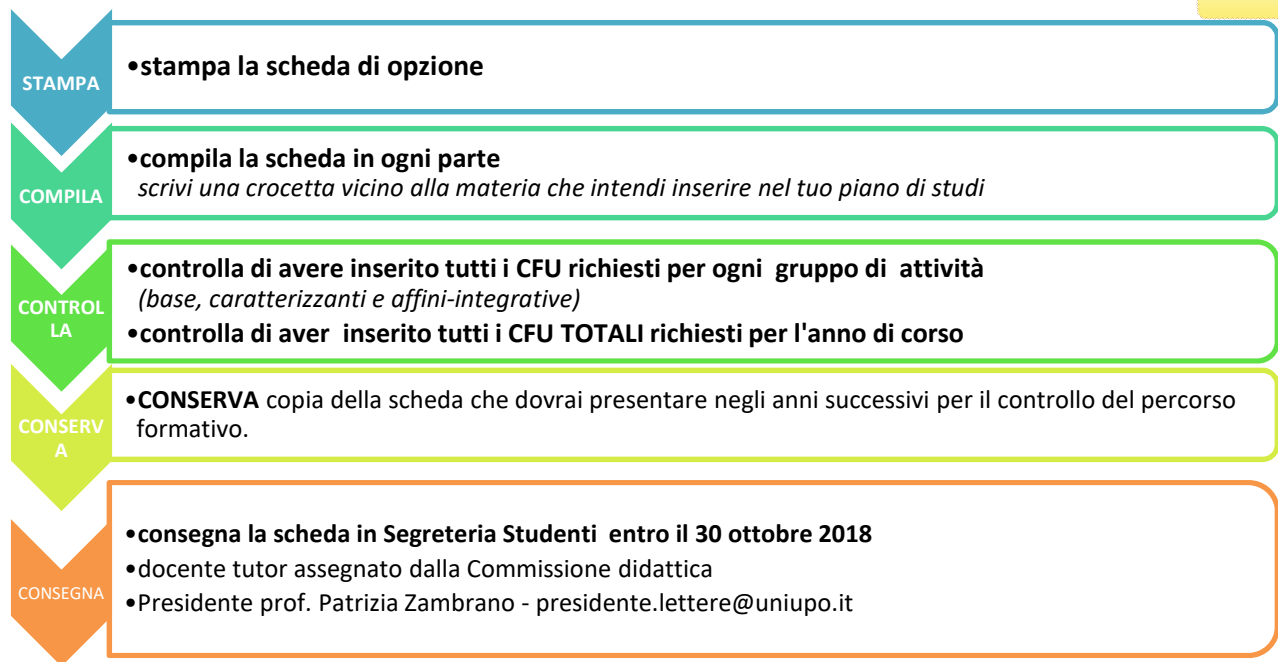 STAMPA
•stampa la scheda di opzione
COMPILA
•compila la scheda in ogni parte
scrivi una crocetta vicino alla materia che intendi inserire nel tuo piano di studi
CONTROL
LA
•controlla di avere inserito tutti i CFU richiesti per ogni gruppo di attività
(base, caratterizzanti e affini-integrative)
•controlla di aver inserito tutti i CFU TOTALI richiesti per l'anno di corso
CONSERV
A
•CONSERVA copia della scheda che dovrai presentare negli anni successivi per il controllo del percorso
formativo.
CONSEGNA
•consegna la scheda in Segreteria Studenti entro il 30 ottobre 2018
•docente tutor assegnato dalla Commissione didattica
•Presidente prof. Patrizia Zambrano - presidente.lettere@uniupo.it